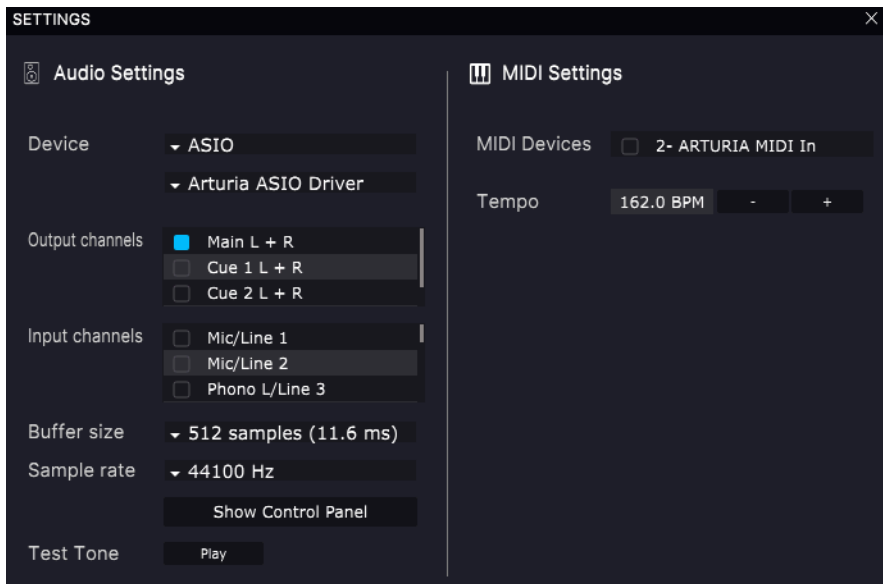 SETTINGS
Audio Settings
Device
ASIO
Arturia ASIO Driver
Output channels
Main L + R
Cue 1 L + R
Cue 2 L + R
Input channels
Mic/Line 1
Mic/Line 2
Phono L/Line 3
Buffer size
512 samples (11.6 ms)
Sample rate
44100 Hz
Show Control Panel
Test Tone
Play
MIDI Settings
MIDI Devices
2- ARTURIA MIDI In
Tempo
162.0 BPM
-
+